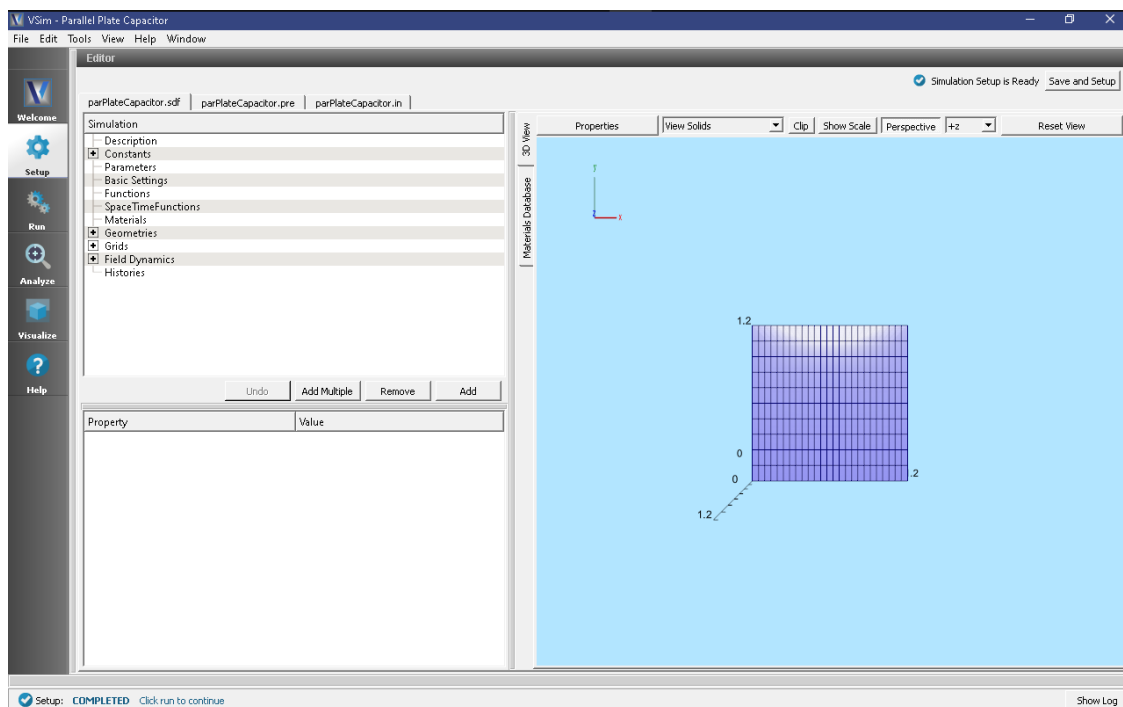 VSim - Parallel Plate Capacitor
File Edit Tools View Help Window
Editor
Simulation Setup is Ready Save and Setup
parPlateCapacitor.sdf parPlateCapacitor.pre parPlateCapacitor.in
Welcome
Setup
Run
Analyze
Visualize
Help
Simulation
Description
Constants
Parameters
Basic Settings
Functions
SpaceTimeFunctions
Materials
Geometries
Grids
Field Dynamics
Histories
Undo Add Multiple Remove Add
Property Value
3D View
Materials Database
Properties View Solids Clip Show Scale Perspective +z Reset View
y
z x
1.2
0
0 .2
1.2
Setup: COMPLETED Click run to continue Show Log